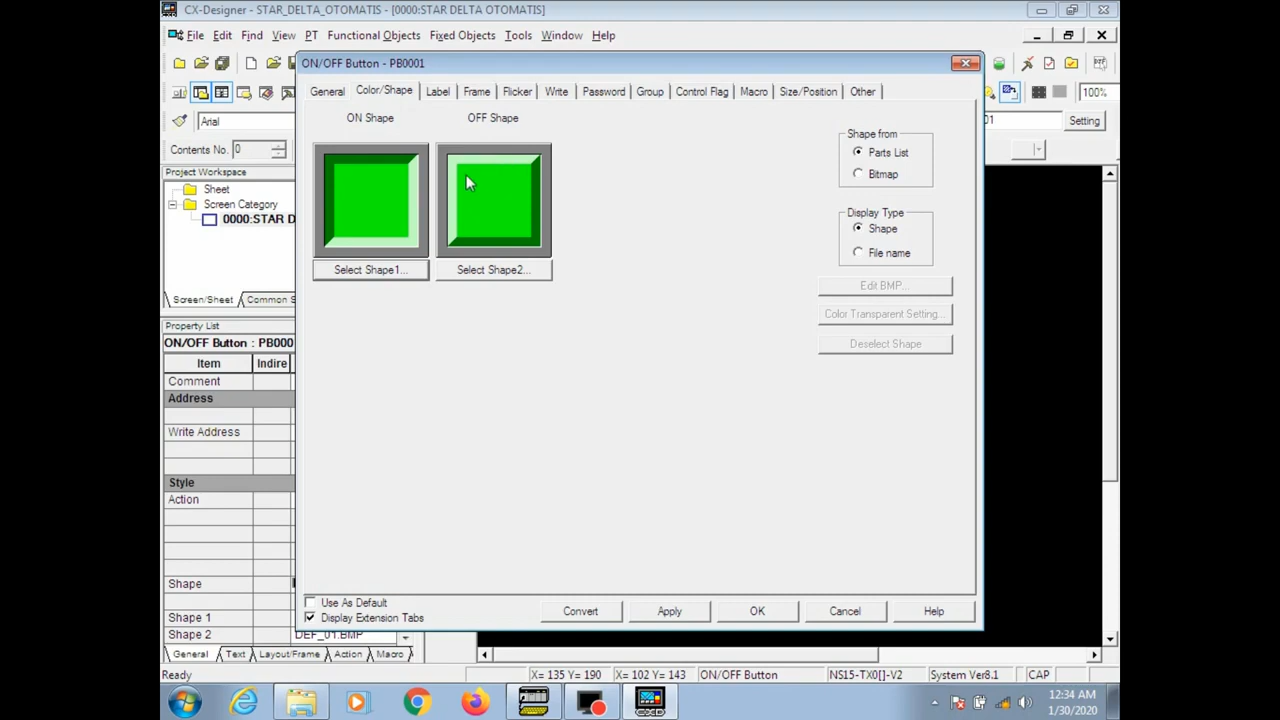 CX-Designer - STAR_DELTA_OTOMATIS - [0000:STAR DELTA OTOMATIS]
File Edit Find View PT Functional Objects Fixed Objects Tools Window Help
ON/OFF Button - PB0001
100%
Arial
01 Setting
Contents No. 0
General Color/Shape Label Frame Flicker Write Password Group Control Flag Macro Size/Position Other
ON Shape OFF Shape
Select Shape1... Select Shape2...
Shape from
Parts List
Bitmap
Display Type
Shape
File name
Edit BMP...
Color Transparent Setting...
Deselect Shape
Project Workspace
Sheet
Screen Category
0000:STAR D
Screen/Sheet Common S
Property List
ON/OFF Button : PB000
Item Indire
Comment
Address
Write Address
Style
Action
Shape
Shape 1
Shape 2 DEF_01.BMP
General Text Layout/Frame Action Macro
Use As Default
Display Extension Tabs
Convert Apply OK Cancel Help
Ready X= 135 Y= 190 X= 102 Y= 143 ON/OFF Button NS15-TX0[]-V2 System Ver8.1 CAP
12:34 AM
1/30/2020